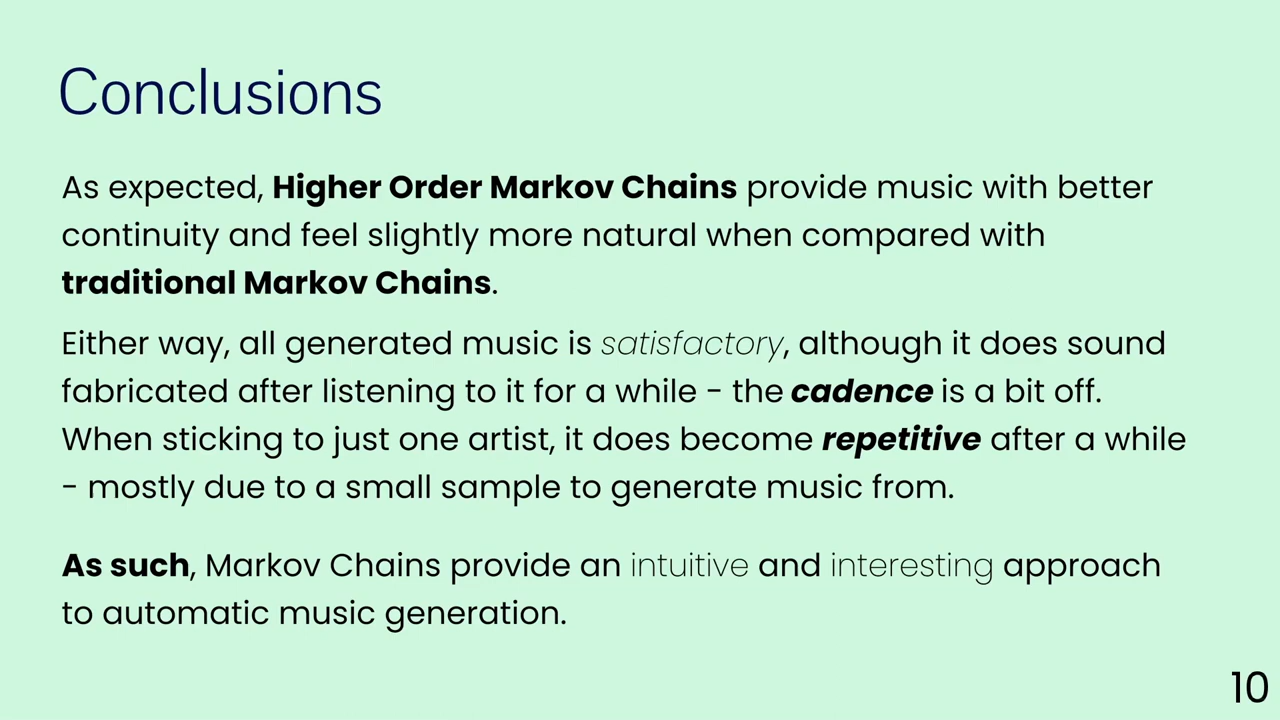 Conclusions
As expected, Higher Order Markov Chains provide music with better
continuity and feel slightly more natural when compared with
traditional Markov Chains.
Either way, all generated music is satisfactory, although it does sound
fabricated after listening to it for a while - the cadence is a bit off.
When sticking to just one artist, it does become repetitive after a while
- mostly due to a small sample to generate music from.
As such, Markov Chains provide an intuitive and interesting approach
to automatic music generation.
10